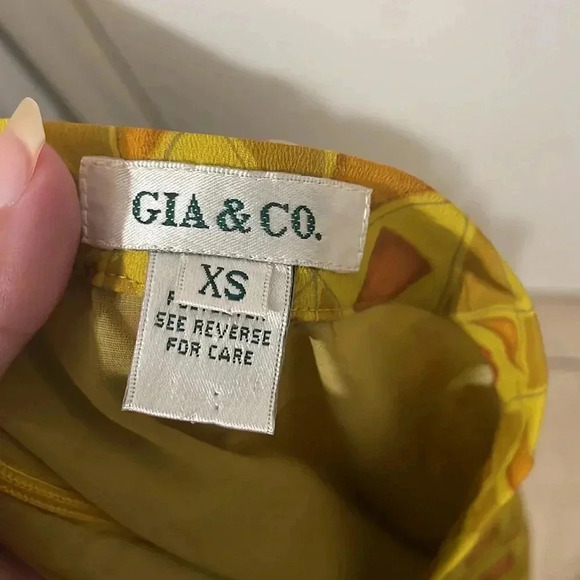 GIA & CO.
XS
SEE REVERSE
FOR CARE